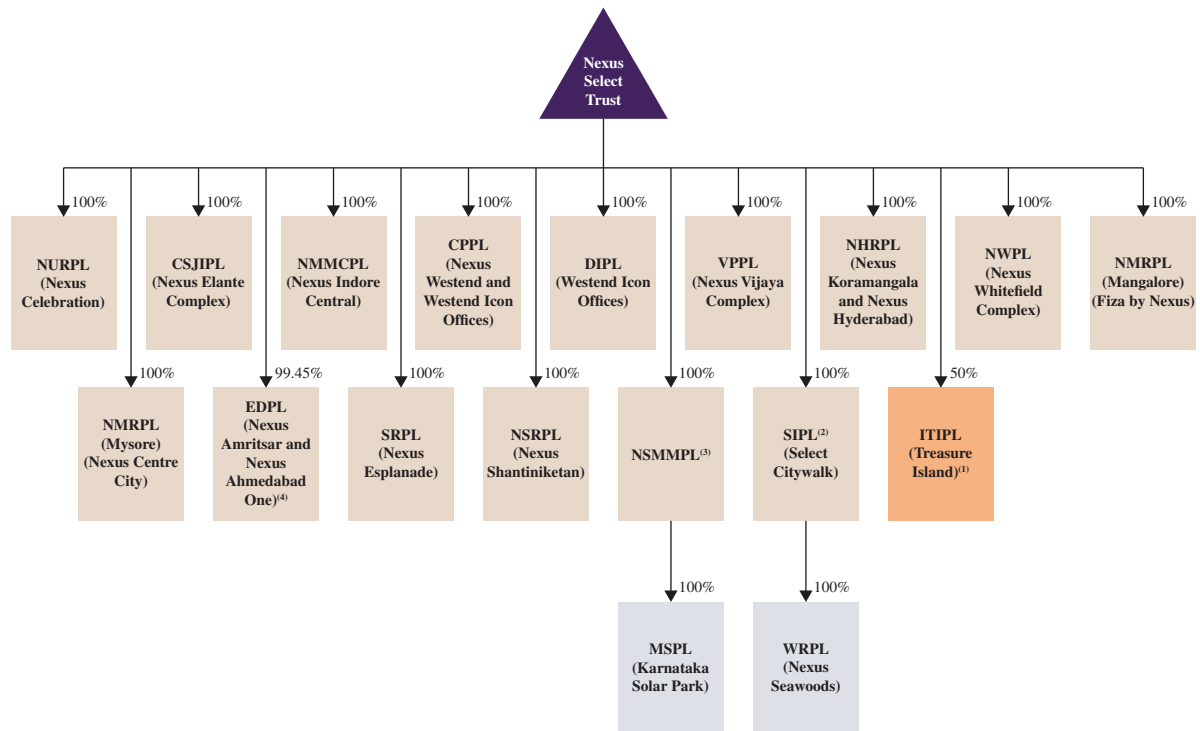 Nexus
Select
Trust
100%
100%
100%
100%
100%
100%
100%
100%
100%
NURPL
(Nexus
Celebration)
CSJIPL
(Nexus Elante
Complex)
NMMCPL
(Nexus Indore
Central)
CPPL
(Nexus
Westend and
Westend Icon
Offices)
DIPL
(Westend Icon
Offices)
VPPL
(Nexus Vijaya
Complex)
NHRPL
(Nexus
Koramangala
and Nexus
Hyderabad)
NWPL
(Nexus
Whitefield
Complex)
NMRPL
(Mangalore)
(Fiza by Nexus)
100%
99.45%
100%
100%
100%
100%
50%
NMRPL
(Mysore)
(Nexus Centre
City)
EDPL
(Nexus
Amritsar and
Nexus
Ahmedabad
One)(4)
SRPL
(Nexus
Esplanade)
NSRPL
(Nexus
Shantiniketan)
NSMMPL(3)
SIPL(2)
(Select
Citywalk)
ITIPL
(Treasure
Island)(1)
100%
100%
MSPL
(Karnataka
Solar Park)
WRPL
(Nexus
Seawoods)